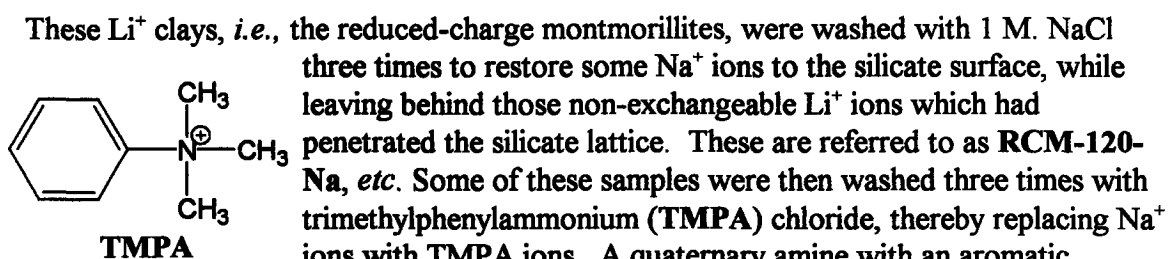 These Li⁺ clays, i.e., the reduced-charge montmorillites, were washed with 1 M. NaCl
three times to restore some Na⁺ ions to the silicate surface, while
leaving behind those non-exchangeable Li⁺ ions which had
penetrated the silicate lattice. These are referred to as RCM-120-
Na, etc. Some of these samples were then washed three times with
trimethylphenylammonium (TMPA) chloride, thereby replacing Na⁺
ions with TMPA ions. A quaternary amine with an aromatic
CH₃
N⊕
CH₃
CH₃
TMPA